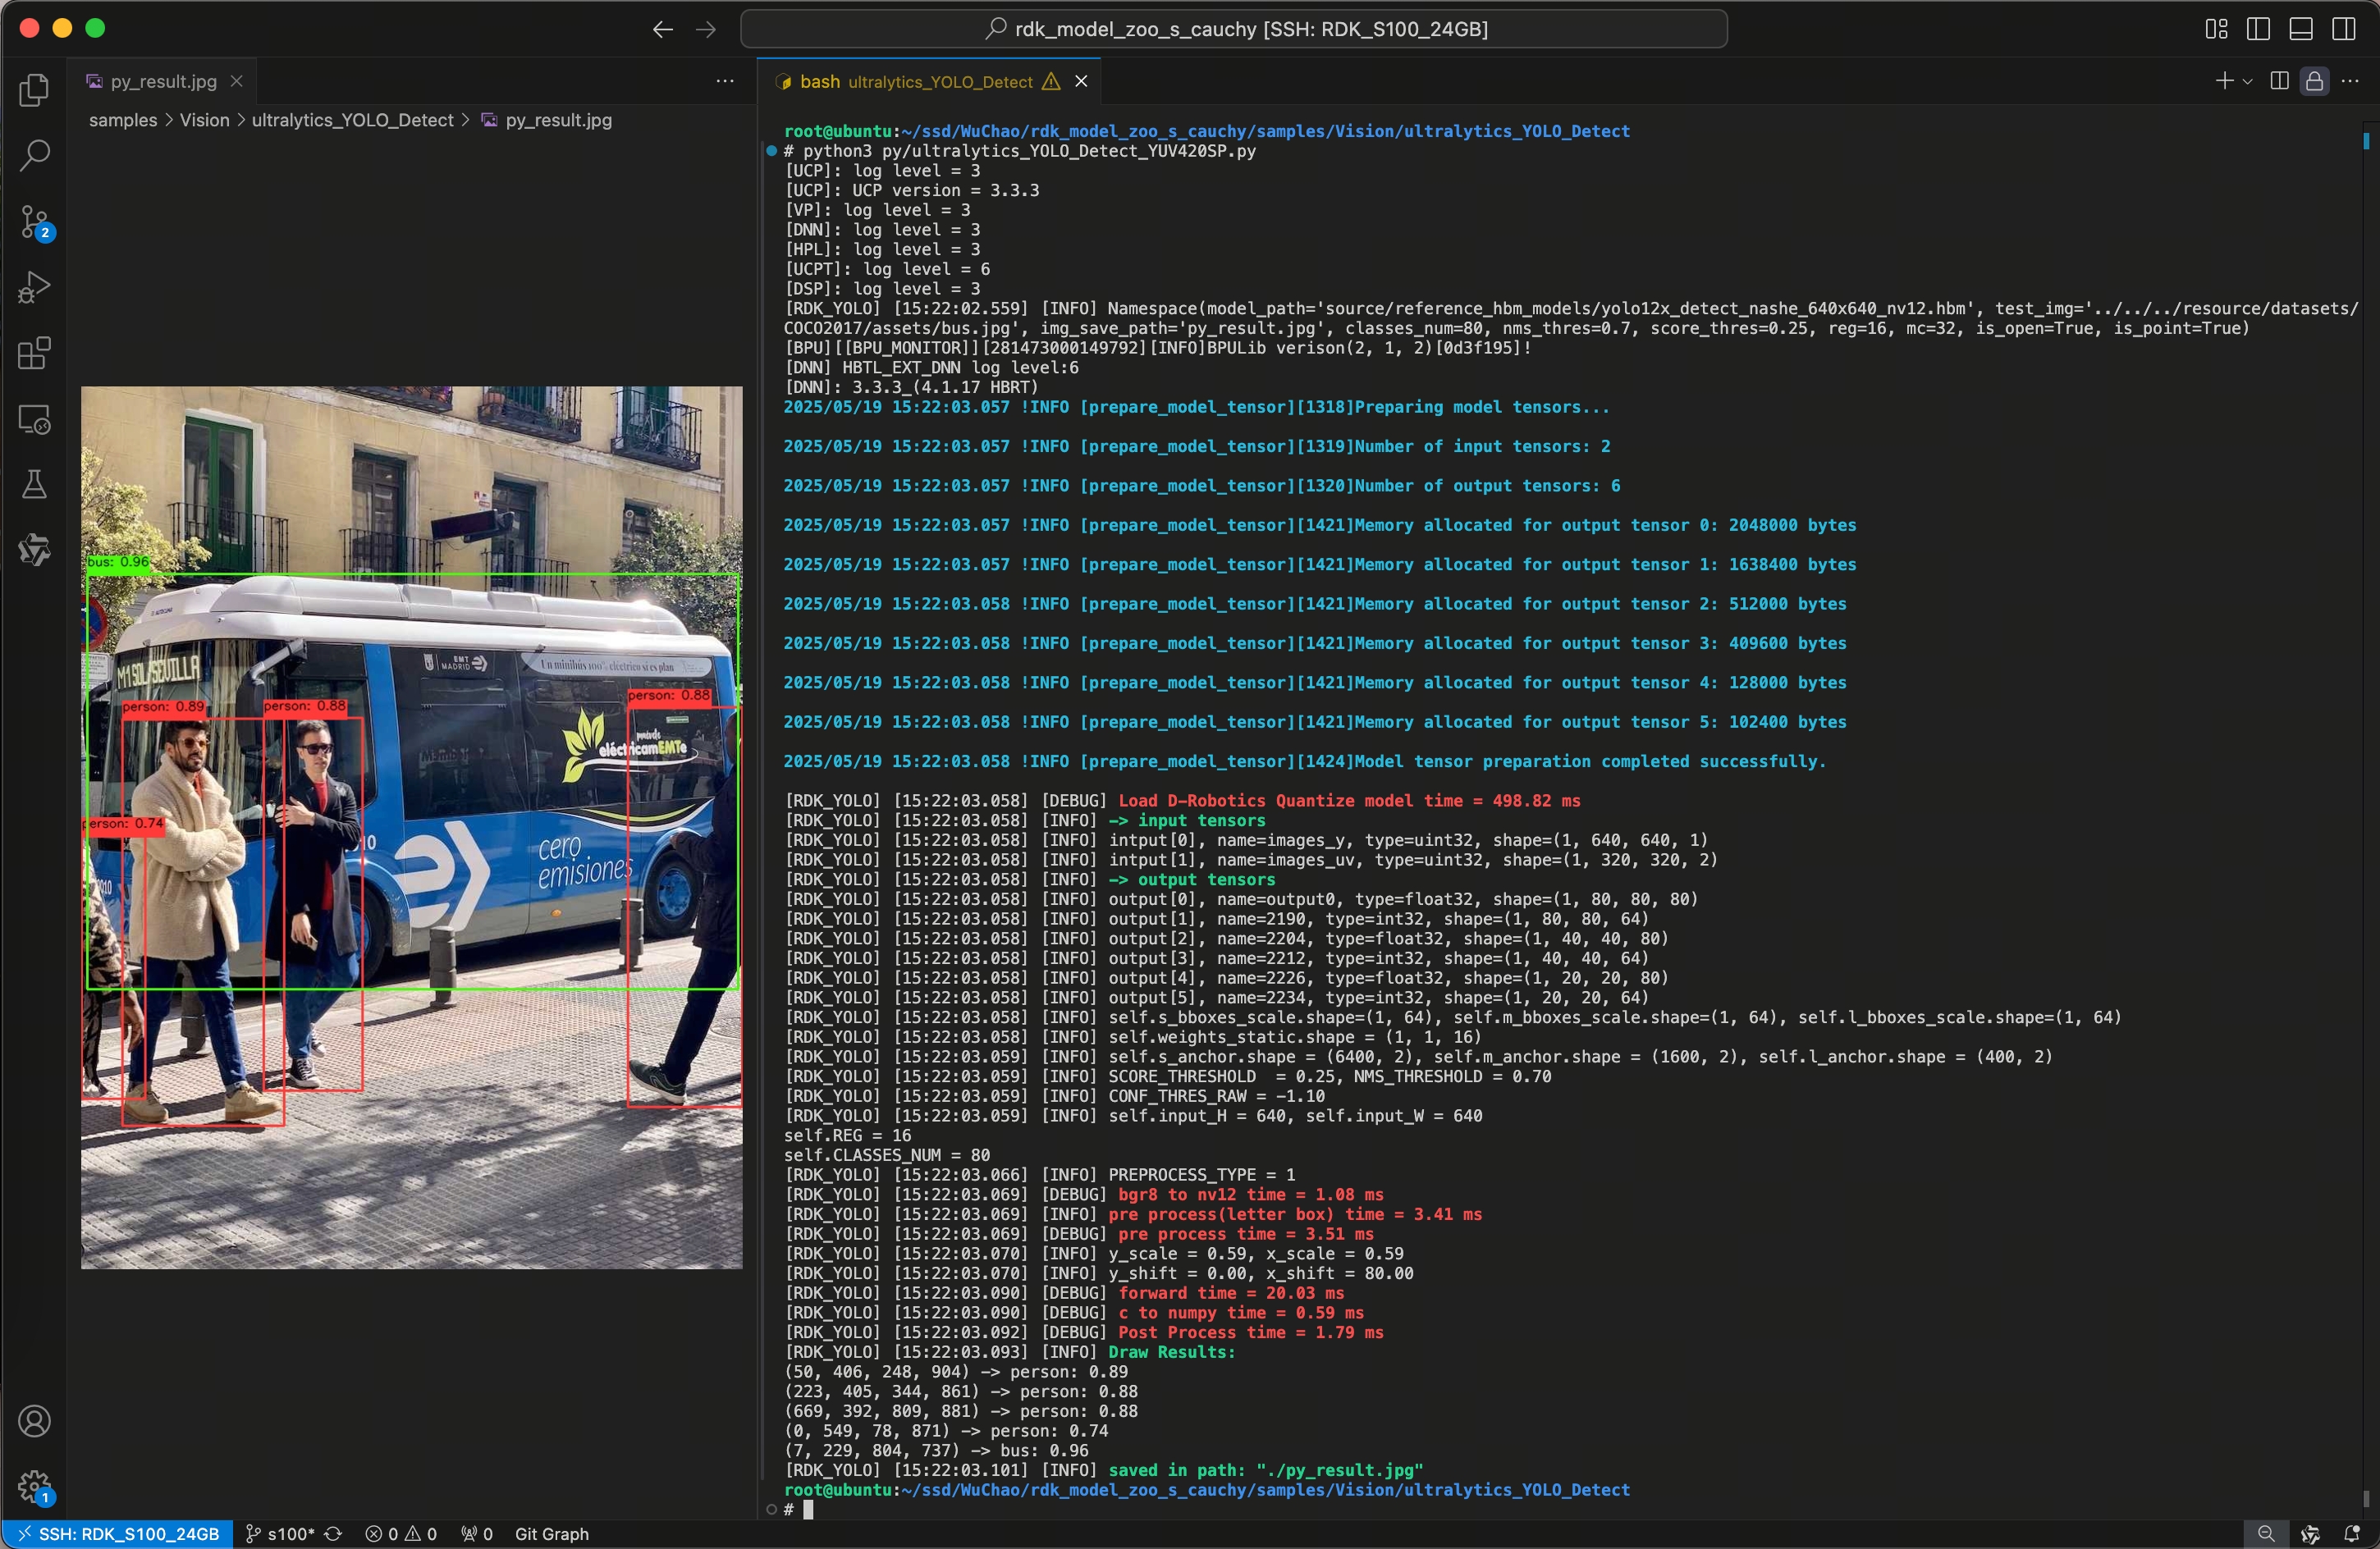 rdk_model_zoo_s_cauchy [SSH: RDK_S100_24GB]
py_result.jpg
samples > Vision > ultralytics_YOLO_Detect > py_result.jpg
2
bus: 0.96
M1 SOL/SEVILLA
EMT
MADRID
Un minibús 100% eléctrico si es plan
person: 0.89
person: 0.88
person: 0.88
eléctricamEMTe
person: 0.74
10
cero
emisiones
bash ultralytics_YOLO_Detect
root@ubuntu:~/ssd/WuChao/rdk_model_zoo_s_cauchy/samples/Vision/ultralytics_YOLO_Detect
# python3 py/ultralytics_YOLO_Detect_YUV420SP.py
[UCP]: log level = 3
[UCP]: UCP version = 3.3.3
[VP]: log level = 3
[DNN]: log level = 3
[HPL]: log level = 3
[UCPT]: log level = 6
[DSP]: log level = 3
[RDK_YOLO] [15:22:02.559] [INFO] Namespace(model_path='source/reference_hbm_models/yolo12x_detect_nashe_640x640_nv12.hbm', test_img='../../../resource/datasets/
COCO2017/assets/bus.jpg', img_save_path='py_result.jpg', classes_num=80, nms_thres=0.7, score_thres=0.25, reg=16, mc=32, is_open=True, is_point=True)
[BPU][[BPU_MONITOR]][281473000149792][INFO]BPULib verison(2, 1, 2)[0d3f195]!
[DNN] HBTL_EXT_DNN log level:6
[DNN]: 3.3.3_(4.1.17 HBRT)
2025/05/19 15:22:03.057 !INFO [prepare_model_tensor][1318]Preparing model tensors...
2025/05/19 15:22:03.057 !INFO [prepare_model_tensor][1319]Number of input tensors: 2
2025/05/19 15:22:03.057 !INFO [prepare_model_tensor][1320]Number of output tensors: 6
2025/05/19 15:22:03.057 !INFO [prepare_model_tensor][1421]Memory allocated for output tensor 0: 2048000 bytes
2025/05/19 15:22:03.057 !INFO [prepare_model_tensor][1421]Memory allocated for output tensor 1: 1638400 bytes
2025/05/19 15:22:03.058 !INFO [prepare_model_tensor][1421]Memory allocated for output tensor 2: 512000 bytes
2025/05/19 15:22:03.058 !INFO [prepare_model_tensor][1421]Memory allocated for output tensor 3: 409600 bytes
2025/05/19 15:22:03.058 !INFO [prepare_model_tensor][1421]Memory allocated for output tensor 4: 128000 bytes
2025/05/19 15:22:03.058 !INFO [prepare_model_tensor][1421]Memory allocated for output tensor 5: 102400 bytes
2025/05/19 15:22:03.058 !INFO [prepare_model_tensor][1424]Model tensor preparation completed successfully.
[RDK_YOLO] [15:22:03.058] [DEBUG] Load D-Robotics Quantize model time = 498.82 ms
[RDK_YOLO] [15:22:03.058] [INFO] -> input tensors
[RDK_YOLO] [15:22:03.058] [INFO] intput[0], name=images_y, type=uint32, shape=(1, 640, 640, 1)
[RDK_YOLO] [15:22:03.058] [INFO] intput[1], name=images_uv, type=uint32, shape=(1, 320, 320, 2)
[RDK_YOLO] [15:22:03.058] [INFO] -> output tensors
[RDK_YOLO] [15:22:03.058] [INFO] output[0], name=output0, type=float32, shape=(1, 80, 80, 80)
[RDK_YOLO] [15:22:03.058] [INFO] output[1], name=2190, type=int32, shape=(1, 80, 80, 64)
[RDK_YOLO] [15:22:03.058] [INFO] output[2], name=2204, type=float32, shape=(1, 40, 40, 80)
[RDK_YOLO] [15:22:03.058] [INFO] output[3], name=2212, type=int32, shape=(1, 40, 40, 64)
[RDK_YOLO] [15:22:03.058] [INFO] output[4], name=2226, type=float32, shape=(1, 20, 20, 80)
[RDK_YOLO] [15:22:03.058] [INFO] output[5], name=2234, type=int32, shape=(1, 20, 20, 64)
[RDK_YOLO] [15:22:03.058] [INFO] self.s_bboxes_scale.shape=(1, 64), self.m_bboxes_scale.shape=(1, 64), self.l_bboxes_scale.shape=(1, 64)
[RDK_YOLO] [15:22:03.058] [INFO] self.weights_static.shape = (1, 1, 16)
[RDK_YOLO] [15:22:03.059] [INFO] self.s_anchor.shape = (6400, 2), self.m_anchor.shape = (1600, 2), self.l_anchor.shape = (400, 2)
[RDK_YOLO] [15:22:03.059] [INFO] SCORE_THRESHOLD  = 0.25, NMS_THRESHOLD = 0.70
[RDK_YOLO] [15:22:03.059] [INFO] CONF_THRES_RAW = -1.10
[RDK_YOLO] [15:22:03.059] [INFO] self.input_H = 640, self.input_W = 640
self.REG = 16
self.CLASSES_NUM = 80
[RDK_YOLO] [15:22:03.066] [INFO] PREPROCESS_TYPE = 1
[RDK_YOLO] [15:22:03.069] [DEBUG] bgr8 to nv12 time = 1.08 ms
[RDK_YOLO] [15:22:03.069] [INFO] pre process(letter box) time = 3.41 ms
[RDK_YOLO] [15:22:03.069] [DEBUG] pre process time = 3.51 ms
[RDK_YOLO] [15:22:03.070] [INFO] y_scale = 0.59, x_scale = 0.59
[RDK_YOLO] [15:22:03.070] [INFO] y_shift = 0.00, x_shift = 80.00
[RDK_YOLO] [15:22:03.090] [DEBUG] forward time = 20.03 ms
[RDK_YOLO] [15:22:03.090] [DEBUG] c to numpy time = 0.59 ms
[RDK_YOLO] [15:22:03.092] [DEBUG] Post Process time = 1.79 ms
[RDK_YOLO] [15:22:03.093] [INFO] Draw Results:
(50, 406, 248, 904) -> person: 0.89
(223, 405, 344, 861) -> person: 0.88
(669, 392, 809, 881) -> person: 0.88
(0, 549, 78, 871) -> person: 0.74
(7, 229, 804, 737) -> bus: 0.96
[RDK_YOLO] [15:22:03.101] [INFO] saved in path: "./py_result.jpg"
root@ubuntu:~/ssd/WuChao/rdk_model_zoo_s_cauchy/samples/Vision/ultralytics_YOLO_Detect
#
1
SSH: RDK_S100_24GB s100* 0 0 0 Git Graph